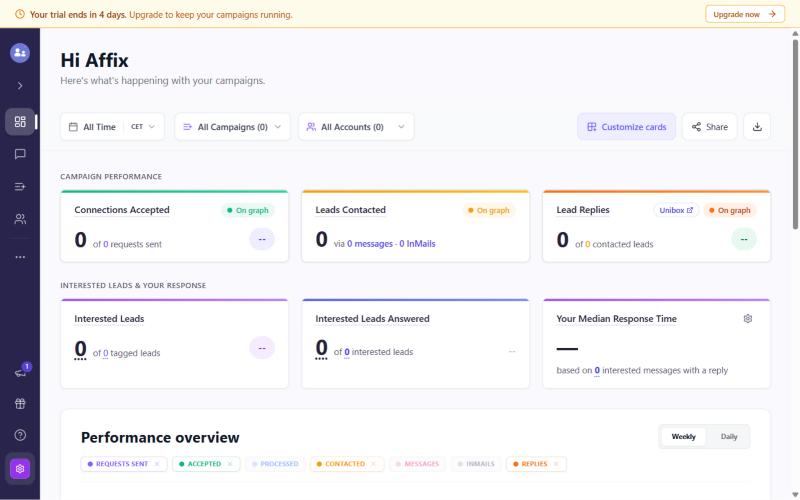 Your trial ends in 4 days. Upgrade to keep your campaigns running.
Upgrade now
Hi Affix
Here's what's happening with your campaigns.
All Time CET
All Campaigns (0)
All Accounts (0)
Customize cards
Share
CAMPAIGN PERFORMANCE
Connections Accepted
On graph
0 of 0 requests sent
--
Leads Contacted
On graph
0 via 0 messages · 0 InMails
Lead Replies
Unibox
On graph
0 of 0 contacted leads
--
INTERESTED LEADS & YOUR RESPONSE
Interested Leads
0 of 0 tagged leads
--
Interested Leads Answered
0 of 0 interested leads
--
Your Median Response Time
—
based on 0 interested messages with a reply
1
Performance overview
Weekly
Daily
REQUESTS SENT
ACCEPTED
PROCESSED
CONTACTED
MESSAGES
INMAILS
REPLIES